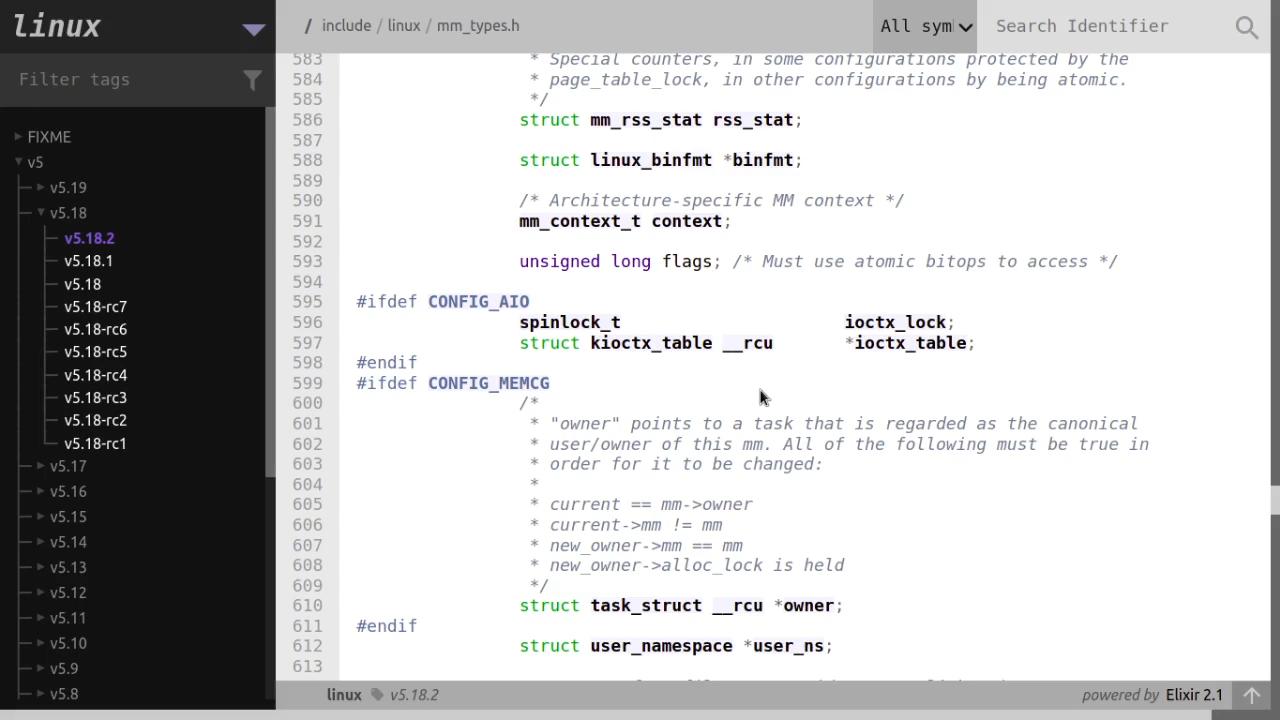 linux
/ include / linux / mm_types.h
All sym
Search Identifier
Filter tags
FIXME
v5
v5.19
v5.18
v5.18.2
v5.18.1
v5.18
v5.18-rc7
v5.18-rc6
v5.18-rc5
v5.18-rc4
v5.18-rc3
v5.18-rc2
v5.18-rc1
v5.17
v5.16
v5.15
v5.14
v5.13
v5.12
v5.11
v5.10
v5.9
v5.8
583 * Special counters, in some configurations protected by the
584 * page_table_lock, in other configurations by being atomic.
585 */
586 struct mm_rss_stat rss_stat;
587
588 struct linux_binfmt *binfmt;
589
590 /* Architecture-specific MM context */
591 mm_context_t context;
592
593 unsigned long flags; /* Must use atomic bitops to access */
594
595 #ifdef CONFIG_AIO
596 spinlock_t ioctx_lock;
597 struct kioctx_table __rcu *ioctx_table;
598 #endif
599 #ifdef CONFIG_MEMCG
600 /*
601 * "owner" points to a task that is regarded as the canonical
602 * user/owner of this mm. All of the following must be true in
603 * order for it to be changed:
604 *
605 * current == mm->owner
606 * current->mm != mm
607 * new_owner->mm == mm
608 * new_owner->alloc_lock is held
609 */
610 struct task_struct __rcu *owner;
611 #endif
612 struct user_namespace *user_ns;
613
linux v5.18.2
powered by Elixir 2.1